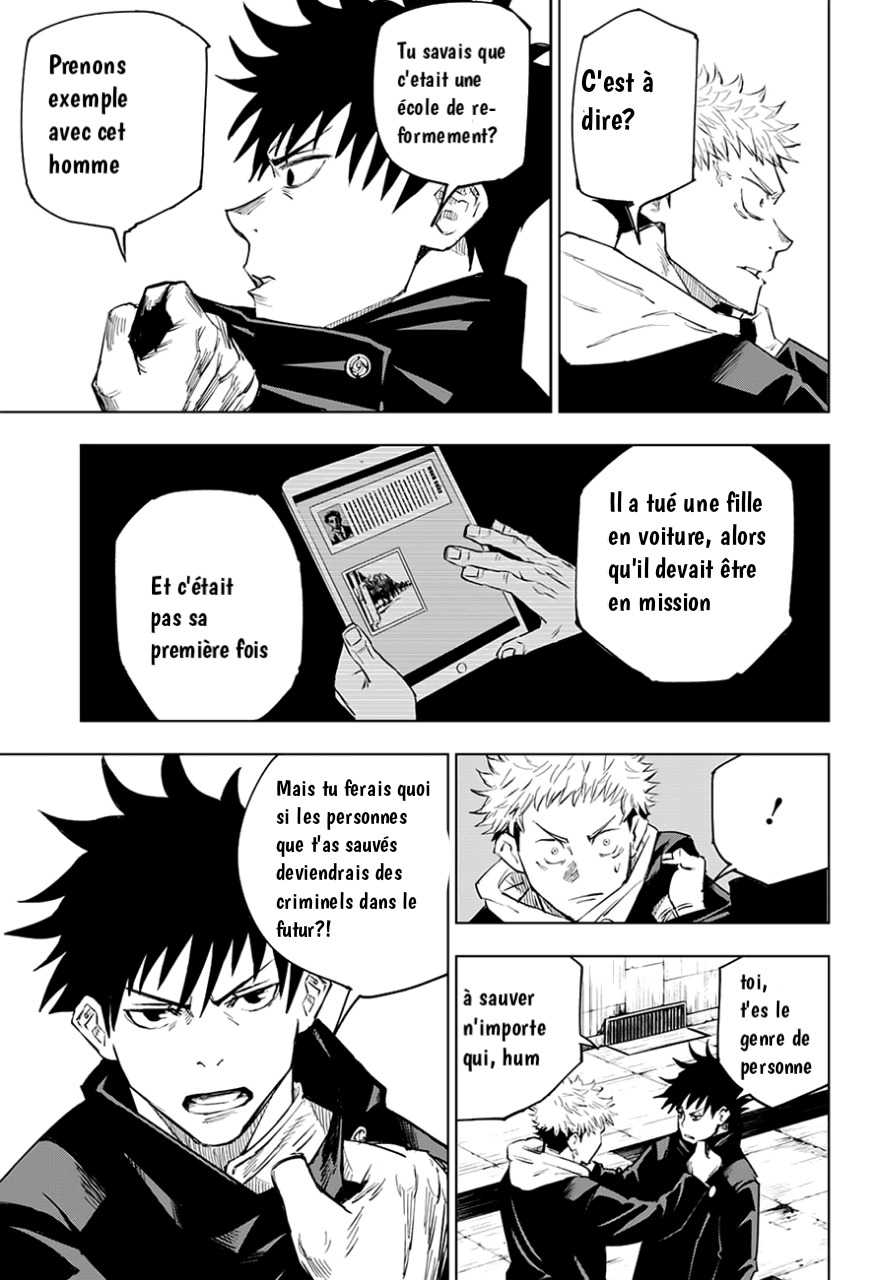 C'est à
dire?
Tu savais que
c'etait une
école de re-
formement?
Prenons
exemple
avec cet
homme
Il a tué une fille
en voiture, alors
qu'il devait être
en mission
Et c'était
pas sa
première fois
!
toi,
t'es le
genre de
personne
à sauver
n'importe
qui, hum
Mais tu ferais quoi
si les personnes
que t'as sauvés
deviendrais des
criminels dans le
futur?!